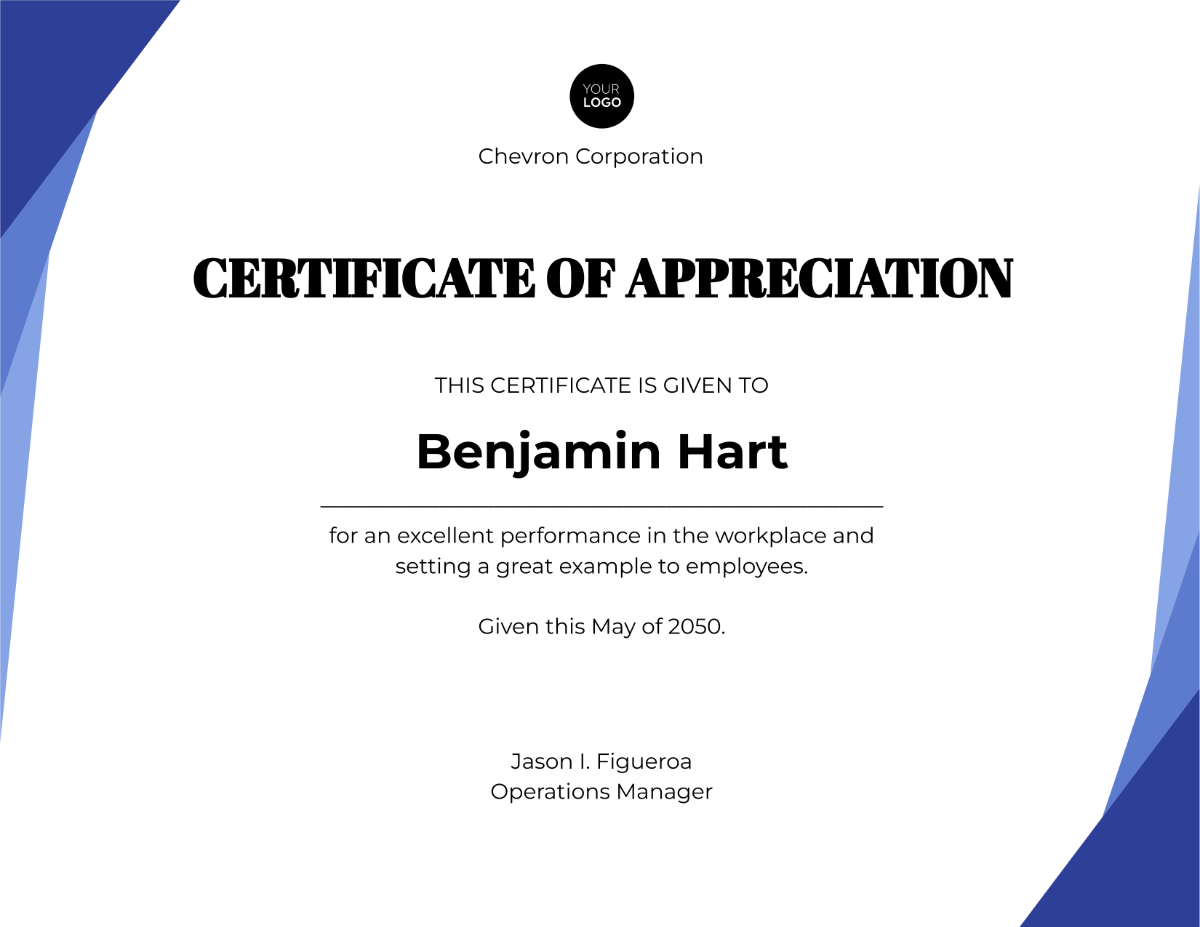 YOUR
LOGO
Chevron Corporation
CERTIFICATE OF APPRECIATION
THIS CERTIFICATE IS GIVEN TO
Benjamin Hart
for an excellent performance in the workplace and
setting a great example to employees.
Given this May of 2050.
Jason I. Figueroa
Operations Manager